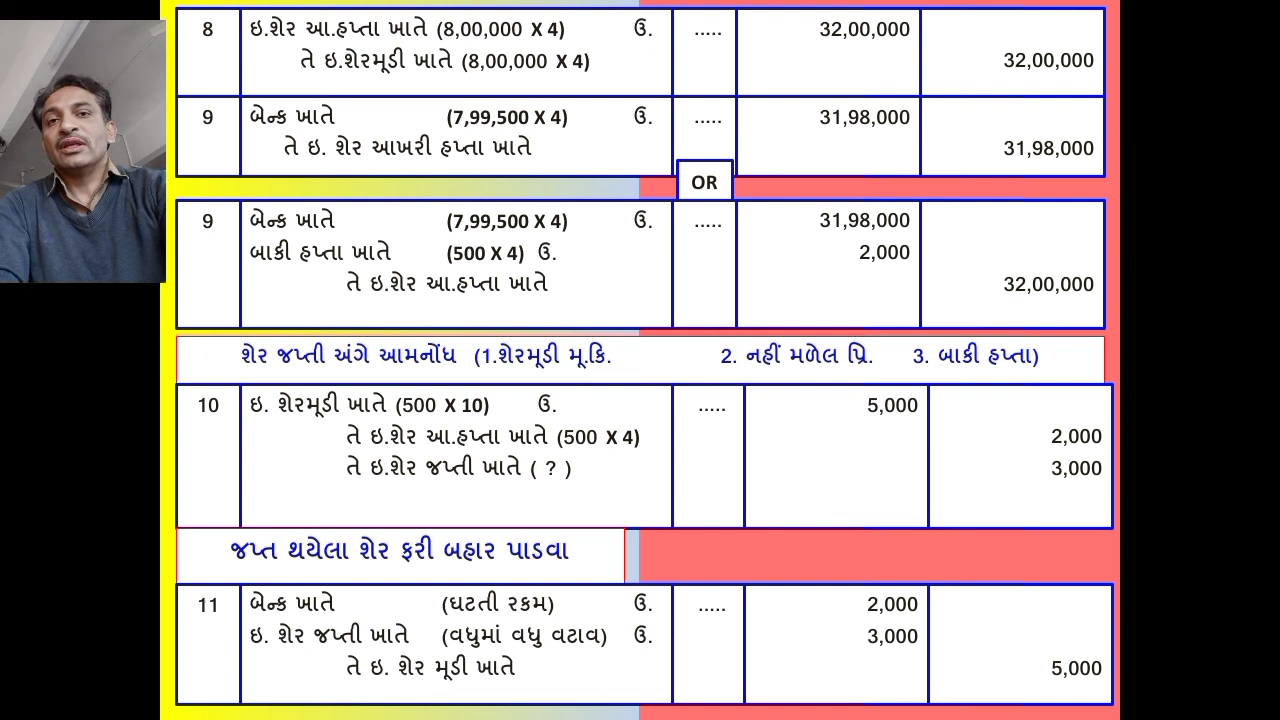 8 ઇ.શેર આ.હપ્તા ખાતે (8,00,000 X 4) ઉ. ..... 32,00,000
તે ઇ.શેરમૂડી ખાતે (8,00,000 X 4) 32,00,000
9 બેન્ક ખાતે (7,99,500 X 4) ઉ. ..... 31,98,000
તે ઇ. શેર આખરી હપ્તા ખાતે 31,98,000
OR
9 બેન્ક ખાતે (7,99,500 X 4) ઉ. ..... 31,98,000
બાકી હપ્તા ખાતે (500 X 4) ઉ. 2,000
તે ઇ.શેર આ.હપ્તા ખાતે 32,00,000
શેર જપ્તી અંગે આમનોંધ (1.શેરમૂડી મૂ.કિ. 2. નહીં મળેલ પ્રિ. 3. બાકી હપ્તા)
10 ઇ. શેરમૂડી ખાતે (500 X 10) ઉ. ..... 5,000
તે ઇ.શેર આ.હપ્તા ખાતે (500 X 4) 2,000
તે ઇ.શેર જપ્તી ખાતે ( ? ) 3,000
જપ્ત થયેલા શેર ફરી બહાર પાડવા
11 બેન્ક ખાતે (ઘટતી રકમ) ઉ. ..... 2,000
ઇ. શેર જપ્તી ખાતે (વધુમાં વધુ વટાવ) ઉ. 3,000
તે ઇ. શેર મૂડી ખાતે 5,000